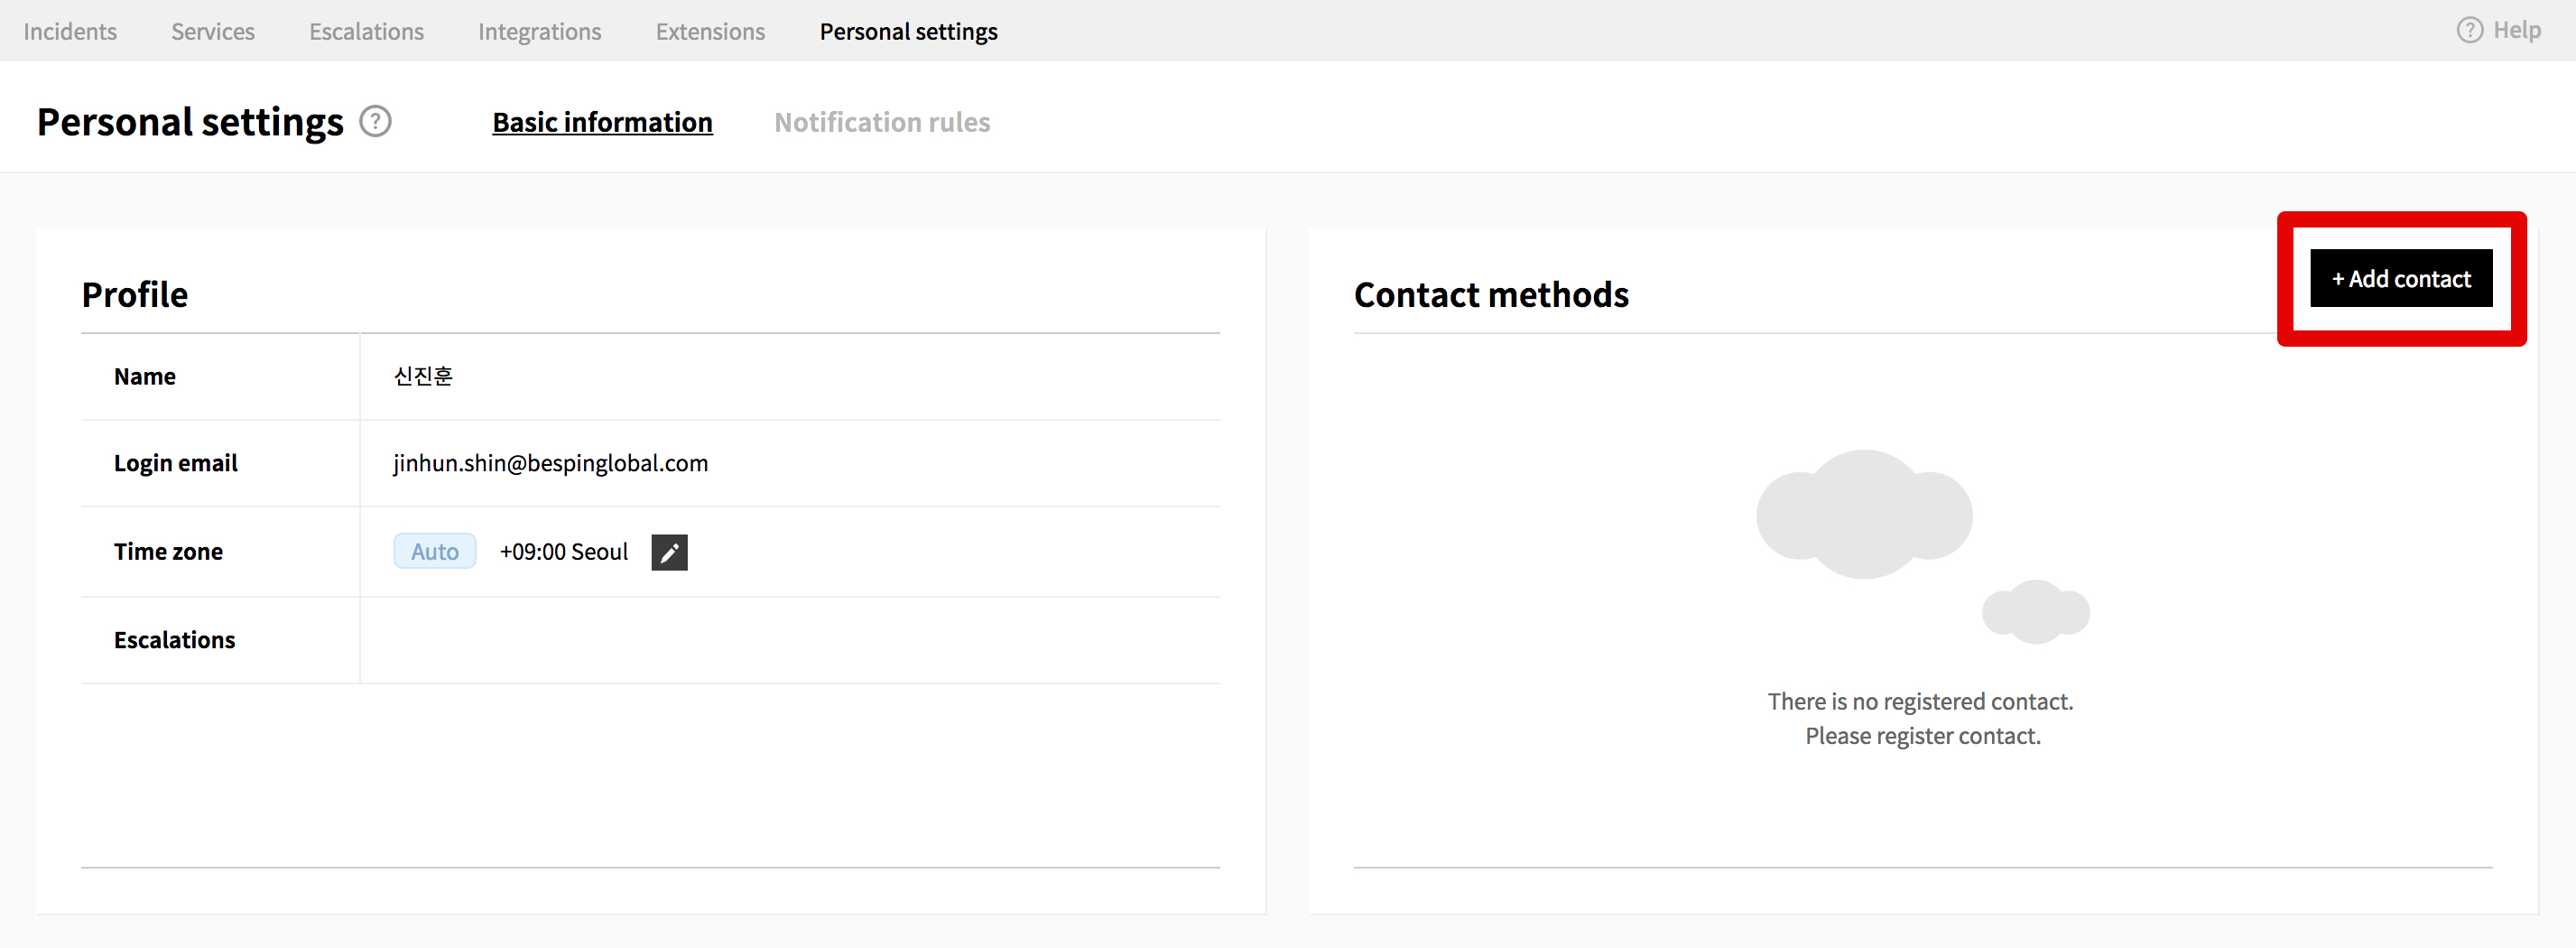 Incidents Services Escalations Integrations Extensions Personal settings ? Help
Personal settings ? Basic information Notification rules
Profile
Name 신진훈
Login email jinhun.shin@bespinglobal.com
Time zone Auto +09:00 Seoul
Escalations
Contact methods + Add contact
There is no registered contact.
Please register contact.